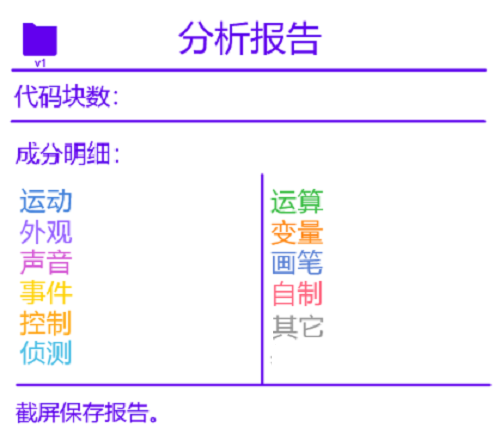 分析报告
v1
代码块数：
成分明细：
运动
外观
声音
事件
控制
侦测
运算
变量
画笔
自制
其它
:
截屏保存报告。